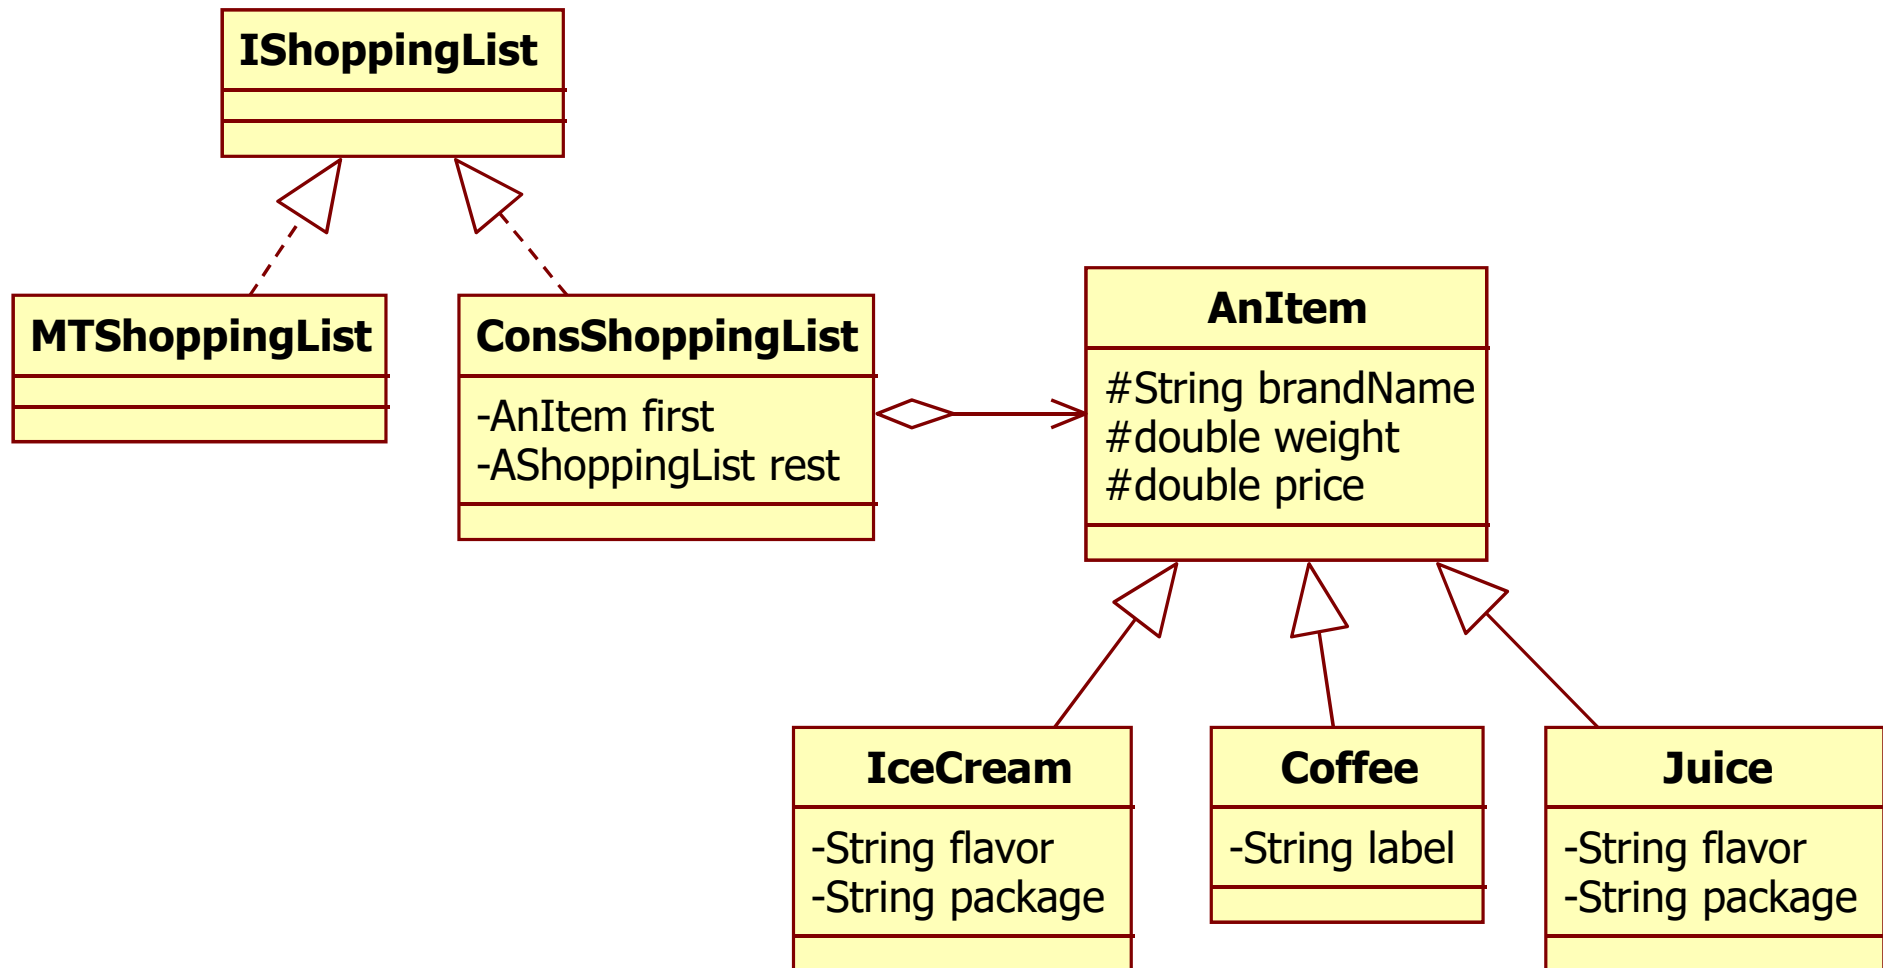 IShoppingList
MTShoppingList
ConsShoppingList
-AnItem first
-AShoppingList rest
AnItem
#String brandName
#double weight
#double price
IceCream
-String flavor
-String package
Coffee
-String label
Juice
-String flavor
-String package